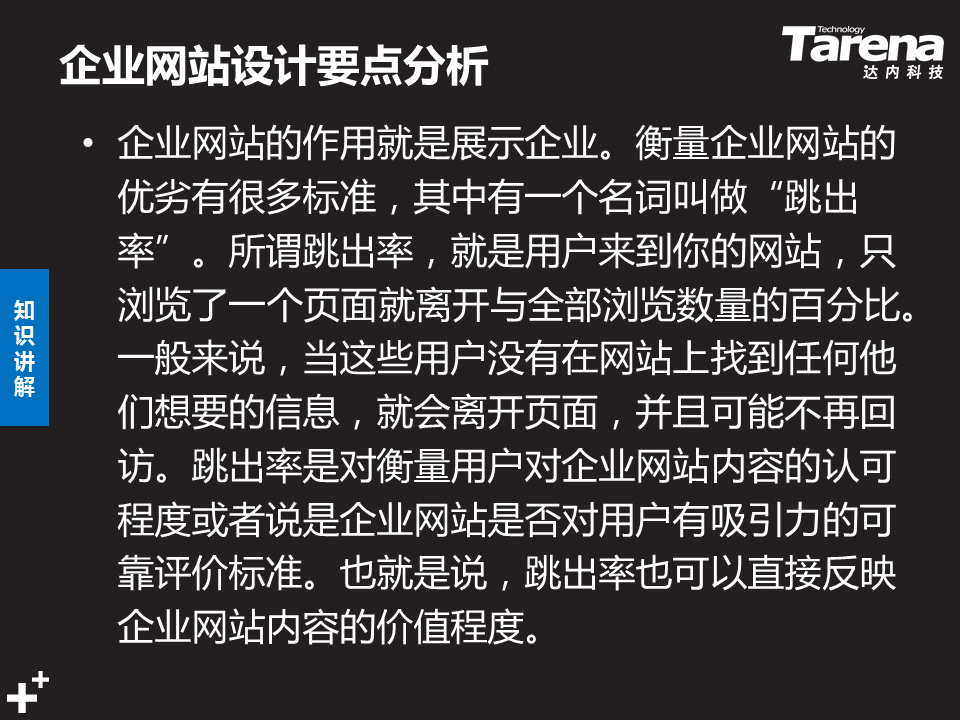 企业网站设计要点分析
Technology
Tarena
达内科技
• 企业网站的作用就是展示企业。衡量企业网站的
优劣有很多标准，其中有一个名词叫做“跳出
率”。所谓跳出率，就是用户来到你的网站，只
浏览了一个页面就离开与全部浏览数量的百分比。
一般来说，当这些用户没有在网站上找到任何他
们想要的信息，就会离开页面，并且可能不再回
访。跳出率是对衡量用户对企业网站内容的认可
程度或者说是企业网站是否对用户有吸引力的可
靠评价标准。也就是说，跳出率也可以直接反映
企业网站内容的价值程度。
知
识
讲
解